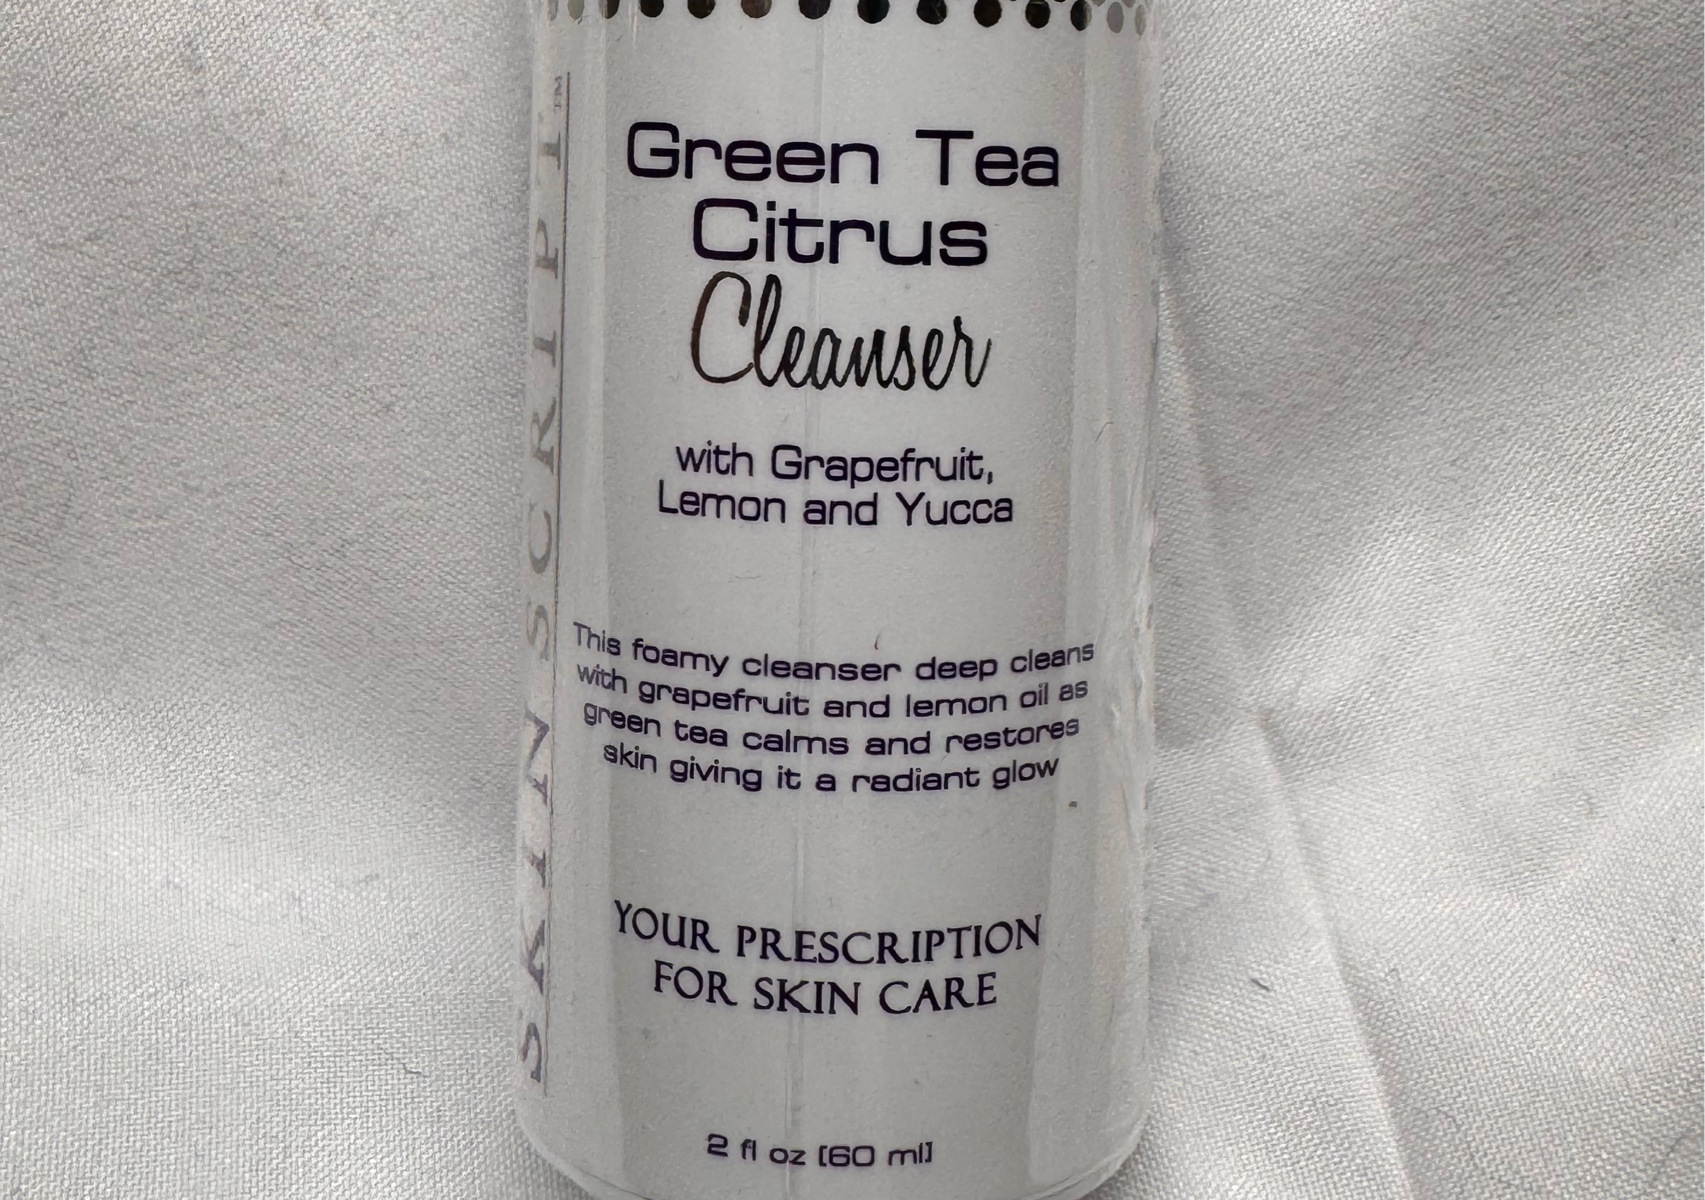 SKIN SCRIPT™
Green Tea
Citrus
Cleanser
with Grapefruit,
Lemon and Yucca
This foamy cleanser deep cleans
with grapefruit and lemon oil as
green tea calms and restores
skin giving it a radiant glow
YOUR PRESCRIPTION
FOR SKIN CARE
2 fl oz [60 ml]